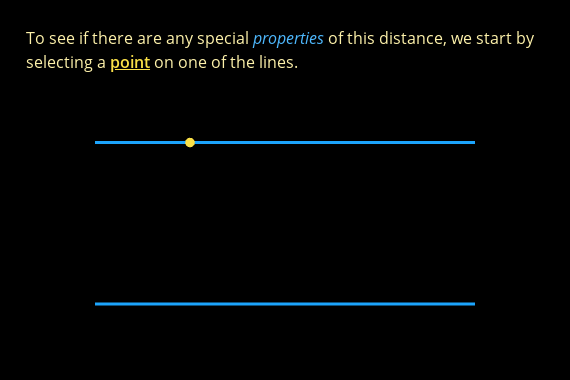 To see if there are any special properties of this distance, we start by
selecting a point on one of the lines.